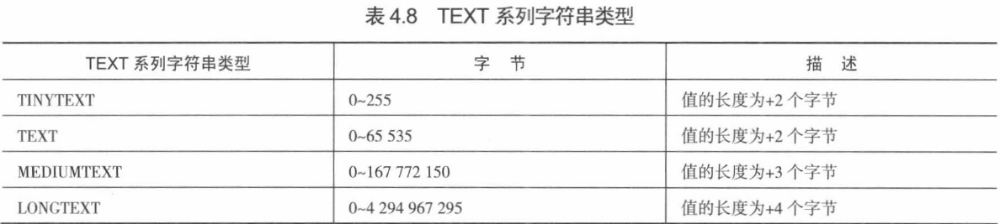 表 4.8 TEXT 系列字符串类型
TEXT 系列字符串类型 字 节 描 述
TINYTEXT 0~255 值的长度为+2 个字节
TEXT 0~65 535 值的长度为+2 个字节
MEDIUMTEXT 0~167 772 150 值的长度为+3 个字节
LONGTEXT 0~4 294 967 295 值的长度为+4 个字节